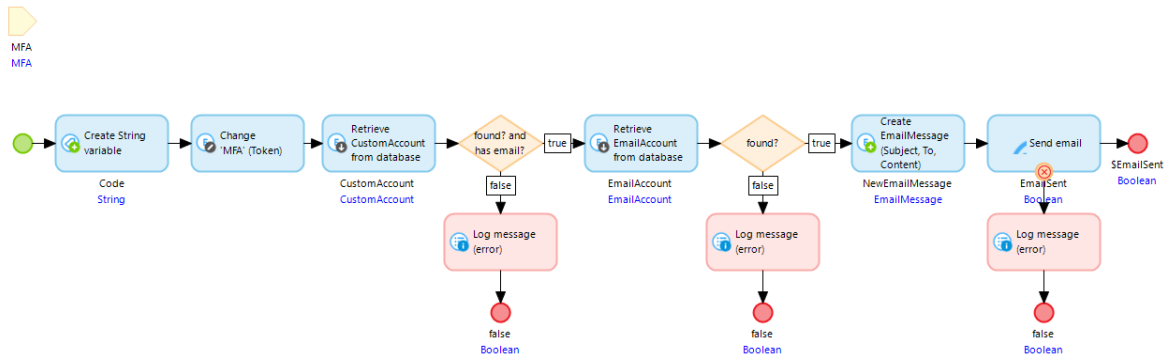 MFA
MFA
Create String
variable
Code
String
Change
'MFA' (Token)
Retrieve
CustomAccount
from database
CustomAccount
CustomAccount
found? and
has email?
true
false
Retrieve
EmailAccount
from database
EmailAccount
EmailAccount
found?
true
false
Create
EmailMessage
(Subject, To,
Content)
NewEmailMessage
EmailMessage
Send email
EmailSent
Boolean
$EmailSent
Boolean
Log message
(error)
false
Boolean
Log message
(error)
false
Boolean
Log message
(error)
false
Boolean